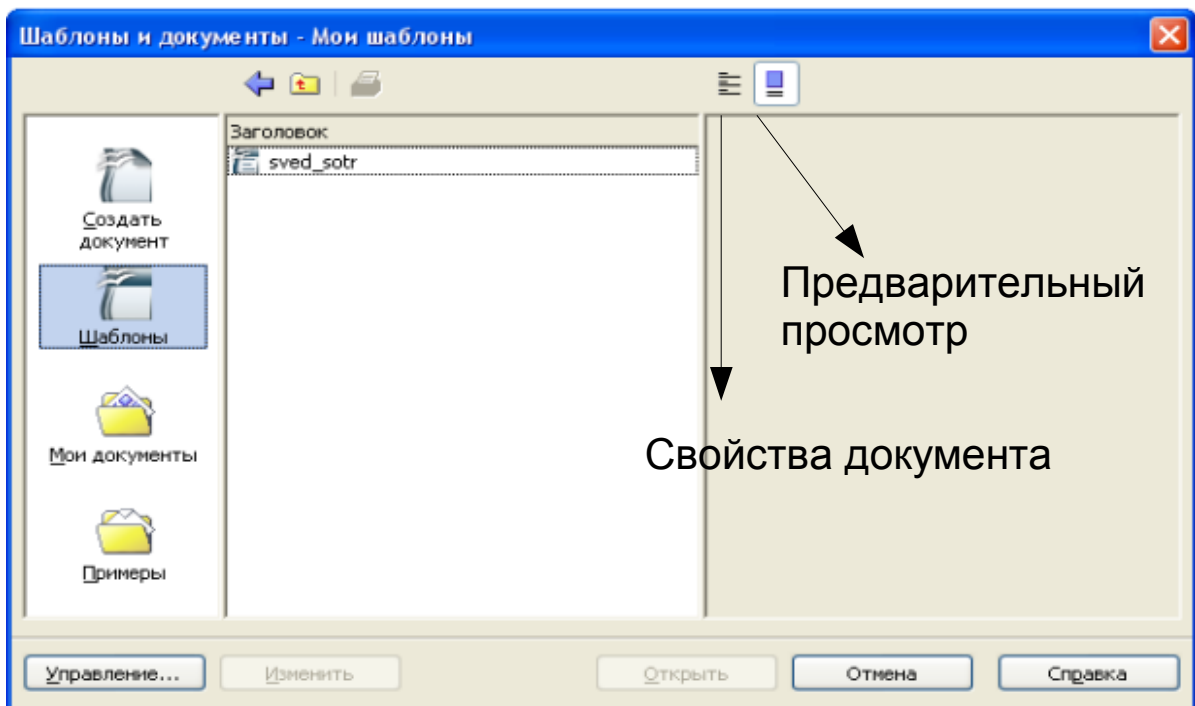 Шаблоны и документы - Мои шаблоны
Заголовок
sved_sotr
Создать
документ
Шаблоны
Мои документы
Примеры
Предварительный
просмотр
Свойства документа
Управление...
Изменить
Открыть
Отмена
Справка